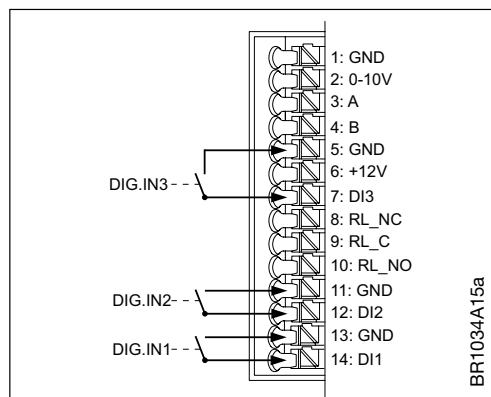 1: GND
2: 0-10V
3: A
4: B
5: GND
6: +12V
DIG.IN3
7: DI3
8: RL_NC
9: RL_C
10: RL_NO
11: GND
DIG.IN2
12: DI2
13: GND
DIG.IN1
14: DI1
BR1034A15a